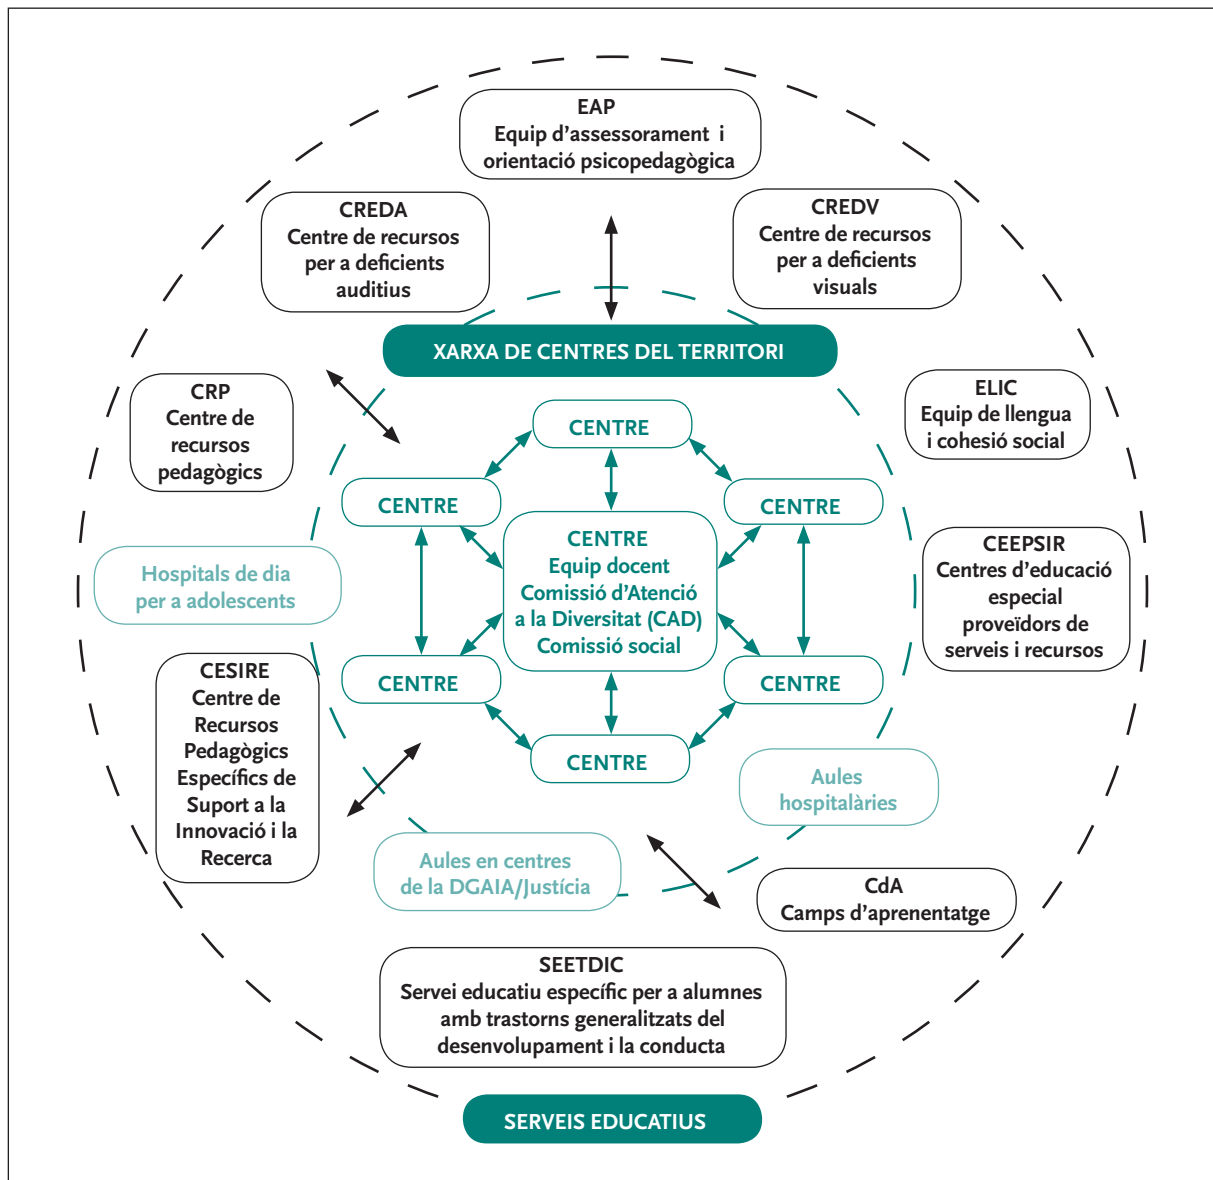 EAP
Equip d’assessorament i
orientació psicopedagògica
CREDA
Centre de recursos
per a deficients
auditius
CREDV
Centre de recursos
per a deficients
visuals
XARXA DE CENTRES DEL TERRITORI
CRP
Centre de
recursos
pedagògics
ELIC
Equip de llengua
i cohesió social
CENTRE
CENTRE
CENTRE
CENTRE
Equip docent
Comissió d’Atenció
a la Diversitat (CAD)
Comissió social
Hospitals de dia
per a adolescents
CEEPSIR
Centres d’educació
especial
proveïdors de
serveis i recursos
CENTRE
CENTRE
CENTRE
CESIRE
Centre de
Recursos
Pedagògics
Específics de
Suport a la
Innovació i la
Recerca
Aules
hospitalàries
Aules en centres
de la DGAIA/Justícia
CdA
Camps d’aprenentatge
SEETDIC
Servei educatiu específic per a alumnes
amb trastorns generalitzats del
desenvolupament i la conducta
SERVEIS EDUCATIUS